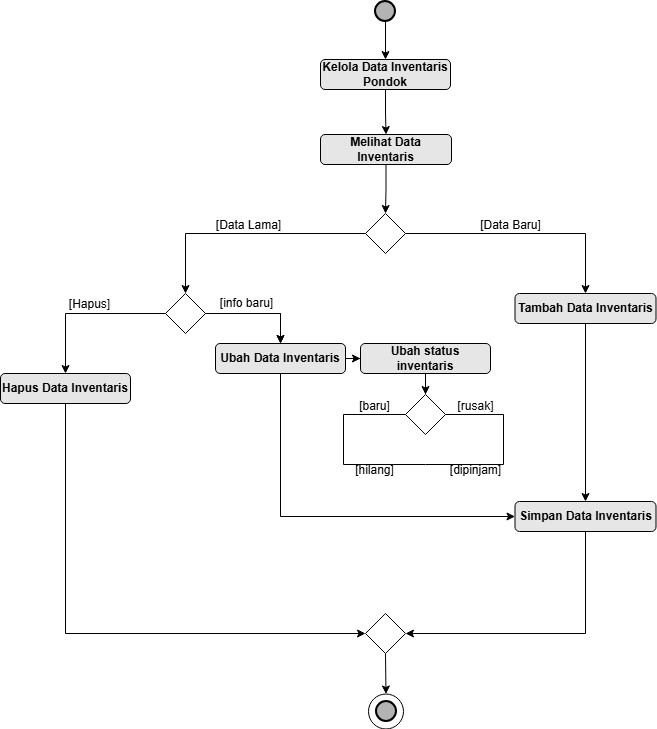 Kelola Data Inventaris
Pondok
Melihat Data
Inventaris
[Data Lama]
[Data Baru]
[Hapus]
[info baru]
Tambah Data Inventaris
Ubah Data Inventaris
Ubah status
inventaris
Hapus Data Inventaris
[baru]
[rusak]
[hilang]
[dipinjam]
Simpan Data Inventaris